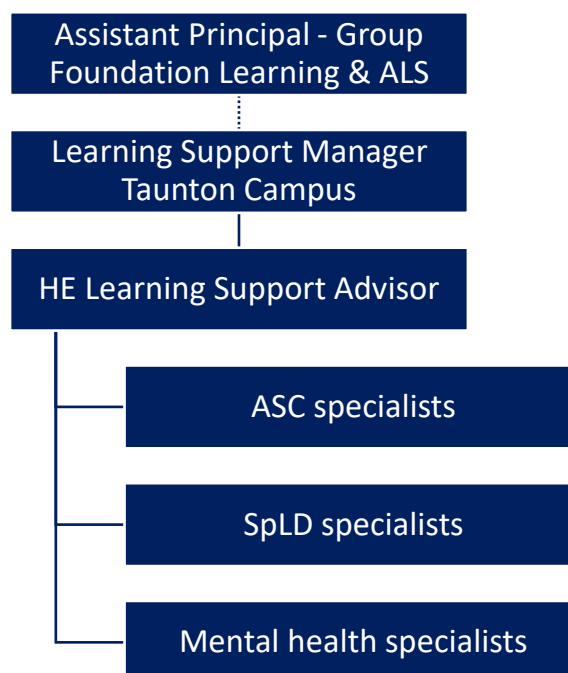 Assistant Principal - Group
Foundation Learning & ALS
Learning Support Manager
Taunton Campus
HE Learning Support Advisor
ASC specialists
SpLD specialists
Mental health specialists